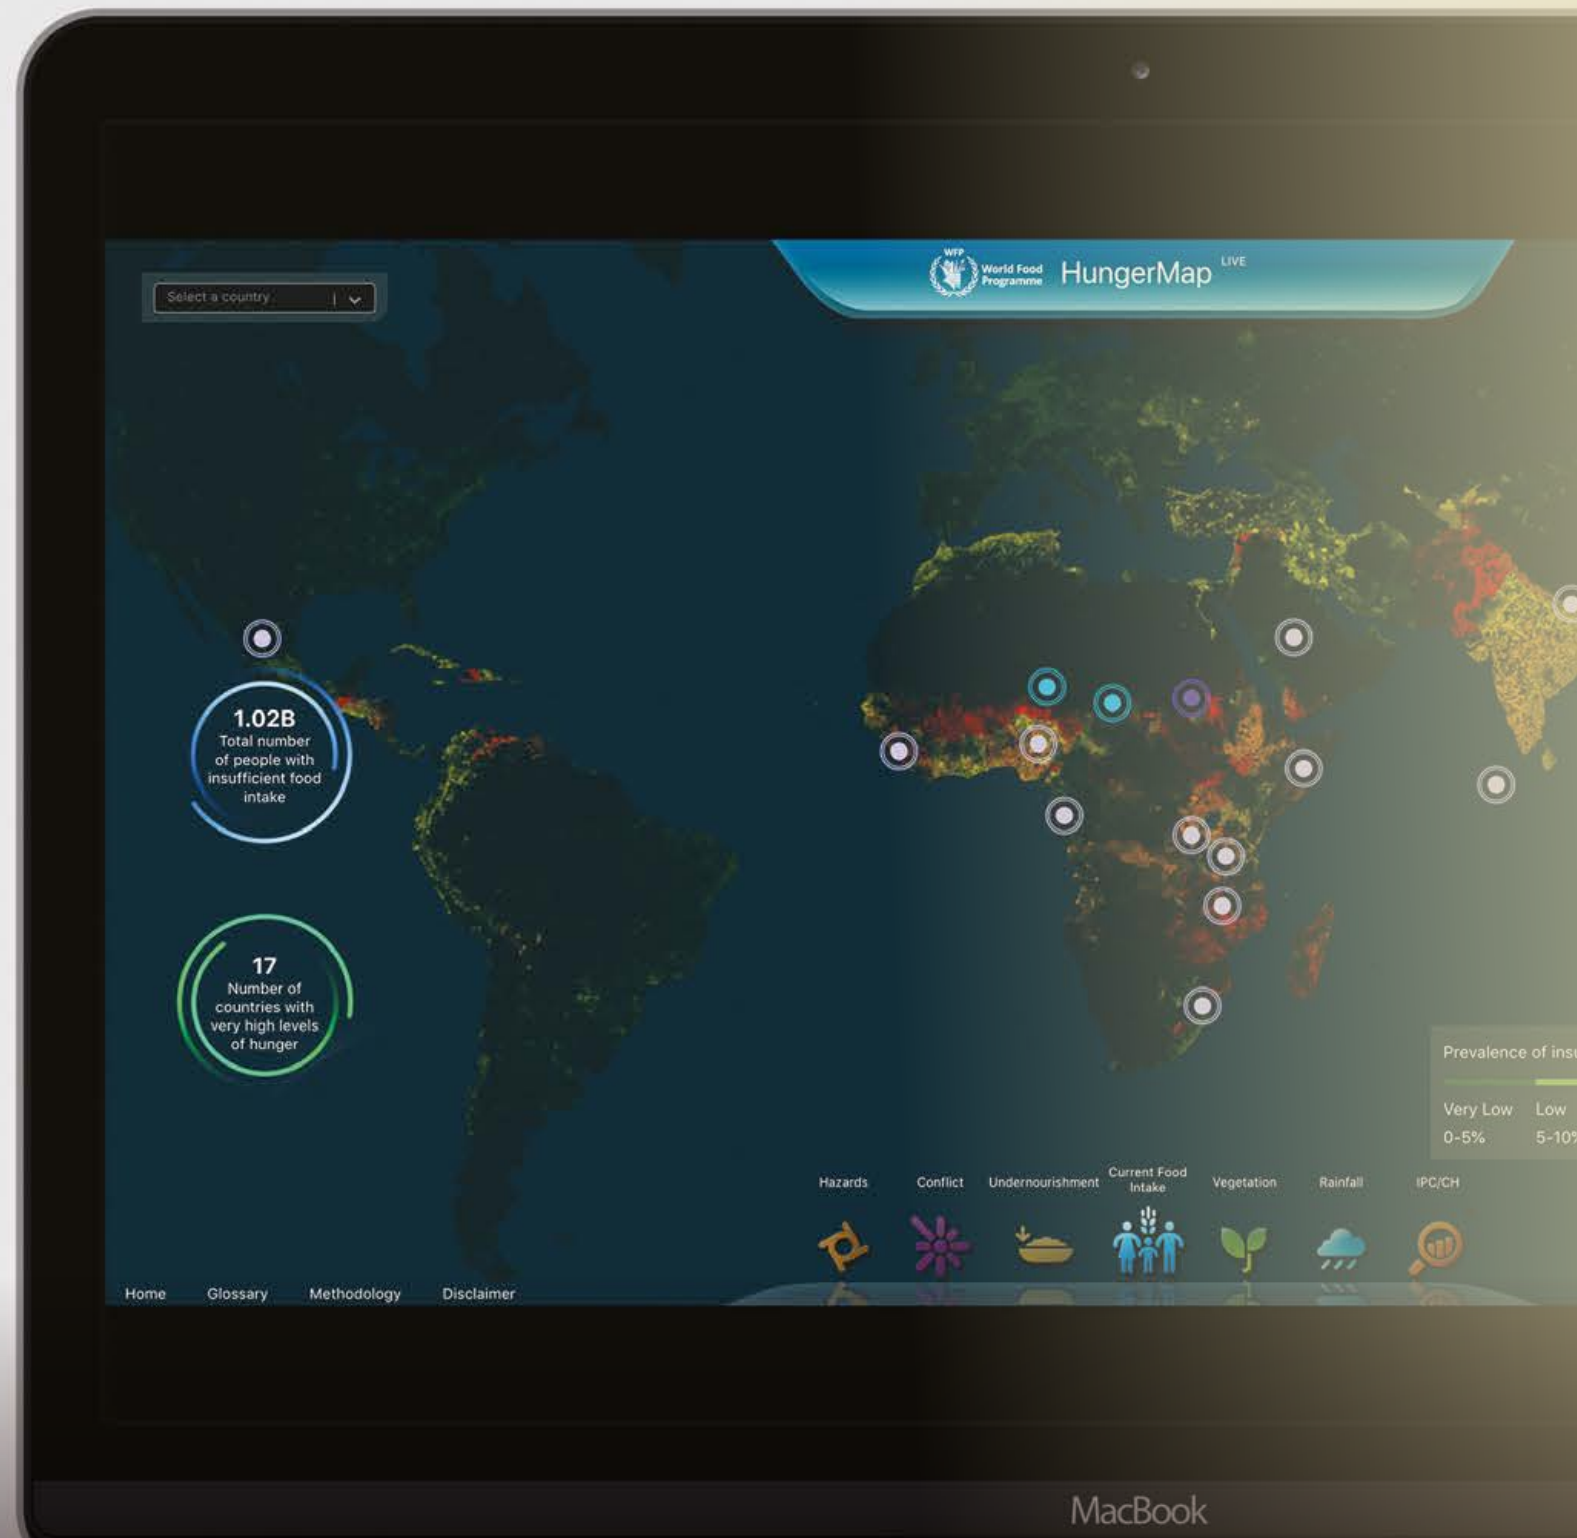 WFP
World Food
Programme
HungerMap LIVE
Select a country
1.02B
Total number
of people with
insufficient food
intake
17
Number of
countries with
very high levels
of hunger
Prevalence of insu
Very Low Low
0-5% 5-10%
Hazards
Conflict
Undernourishment
Current Food
Intake
Vegetation
Rainfall
IPC/CH
Home Glossary Methodology Disclaimer
MacBook